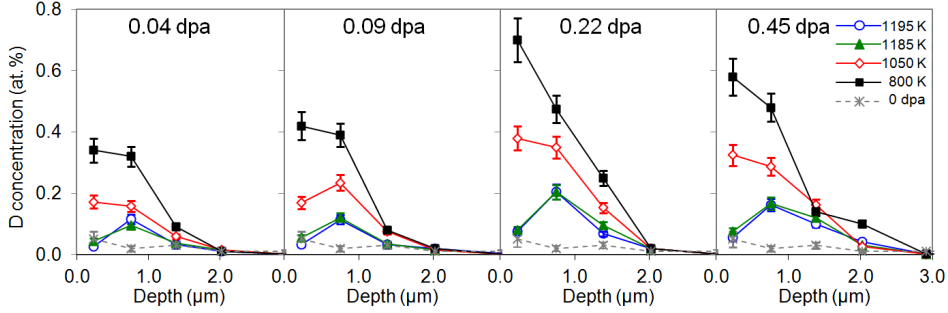 0.04 dpa 0.09 dpa 0.22 dpa 0.45 dpa
1195 K
1185 K
1050 K
800 K
0 dpa
D concentration (at. %)
0.8
0.6
0.4
0.2
0.0
1.0 2.0 0.0 1.0 2.0 0.0 1.0 2.0 0.0 1.0 2.0 3.0
Depth (µm) Depth (µm) Depth (µm) Depth (µm)